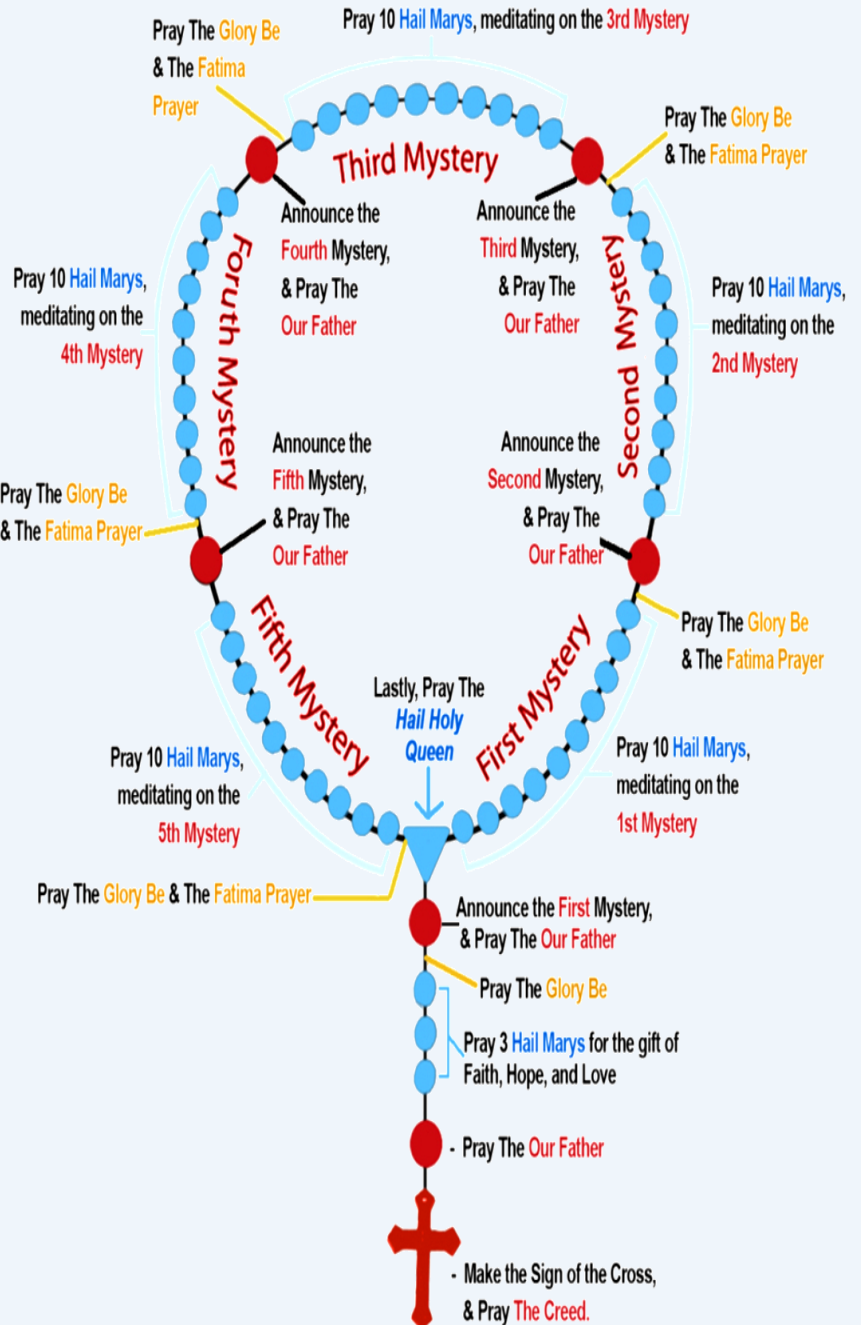 Pray 10 Hail Marys, meditating on the 3rd Mystery
Pray The Glory Be
& The Fatima
Prayer
Pray The Glory Be
& The Fatima Prayer
Third Mystery
Announce the
Fourth Mystery,
& Pray The
Our Father
Announce the
Third Mystery,
& Pray The
Our Father
Pray 10 Hail Marys,
meditating on the
4th Mystery
Foruth Mystery
Second Mystery
Pray 10 Hail Marys,
meditating on the
2nd Mystery
Announce the
Fifth Mystery,
& Pray The
Our Father
Announce the
Second Mystery,
& Pray The
Our Father
Pray The Glory Be
& The Fatima Prayer
Pray The Glory Be
& The Fatima Prayer
Fifth Mystery
First Mystery
Lastly, Pray The
Hail Holy
Queen
Pray 10 Hail Marys,
meditating on the
5th Mystery
Pray 10 Hail Marys,
meditating on the
1st Mystery
Pray The Glory Be & The Fatima Prayer
Announce the First Mystery,
& Pray The Our Father
Pray The Glory Be
Pray 3 Hail Marys for the gift of
Faith, Hope, and Love
- Pray The Our Father
- Make the Sign of the Cross,
& Pray The Creed.